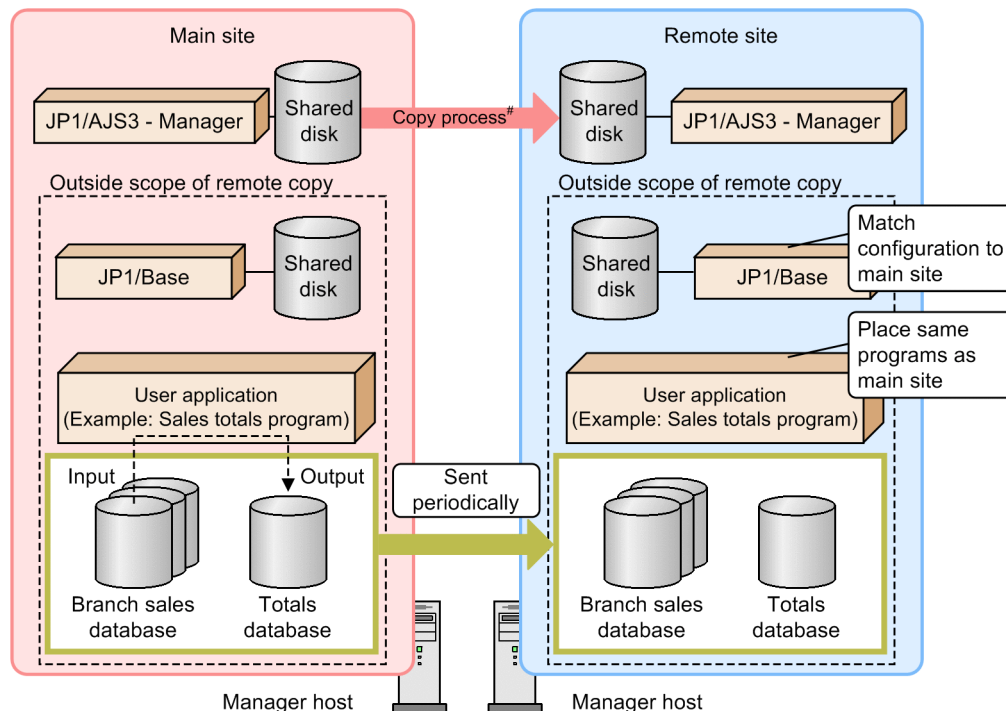 Main site
Remote site
JP1/AJS3 - Manager
Shared
disk
Copy process#
Shared
disk
JP1/AJS3 - Manager
Outside scope of remote copy
Outside scope of remote copy
JP1/Base
Shared
disk
Shared
disk
JP1/Base
Match
configuration to
main site
Place same
programs as
main site
User application
(Example: Sales totals program)
User application
(Example: Sales totals program)
Input
Output
Sent
periodically
Branch sales
database
Totals
database
Branch sales
database
Totals
database
Manager host
Manager host